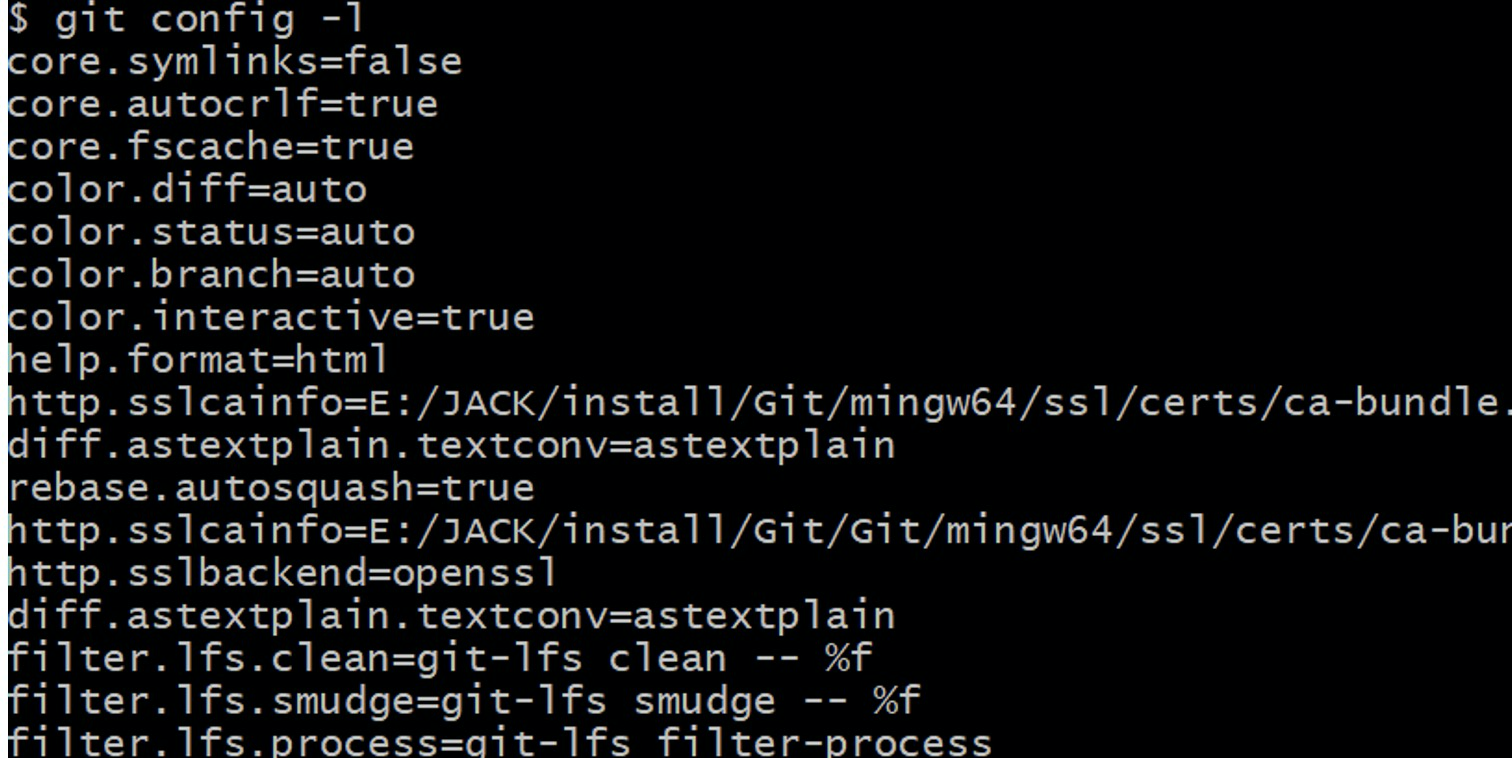 $ git config -l
core.symlinks=false
core.autocrlf=true
core.fscache=true
color.diff=auto
color.status=auto
color.branch=auto
color.interactive=true
help.format=html
http.sslcainfo=E:/JACK/install/Git/mingw64/ssl/certs/ca-bundle.
diff.astextplain.textconv=astextplain
rebase.autosquash=true
http.sslcainfo=E:/JACK/install/Git/Git/mingw64/ssl/certs/ca-bun
http.sslbackend=openssl
diff.astextplain.textconv=astextplain
filter.lfs.clean=git-lfs clean -- %f
filter.lfs.smudge=git-lfs smudge -- %f
filter.lfs.process=git-lfs filter-process